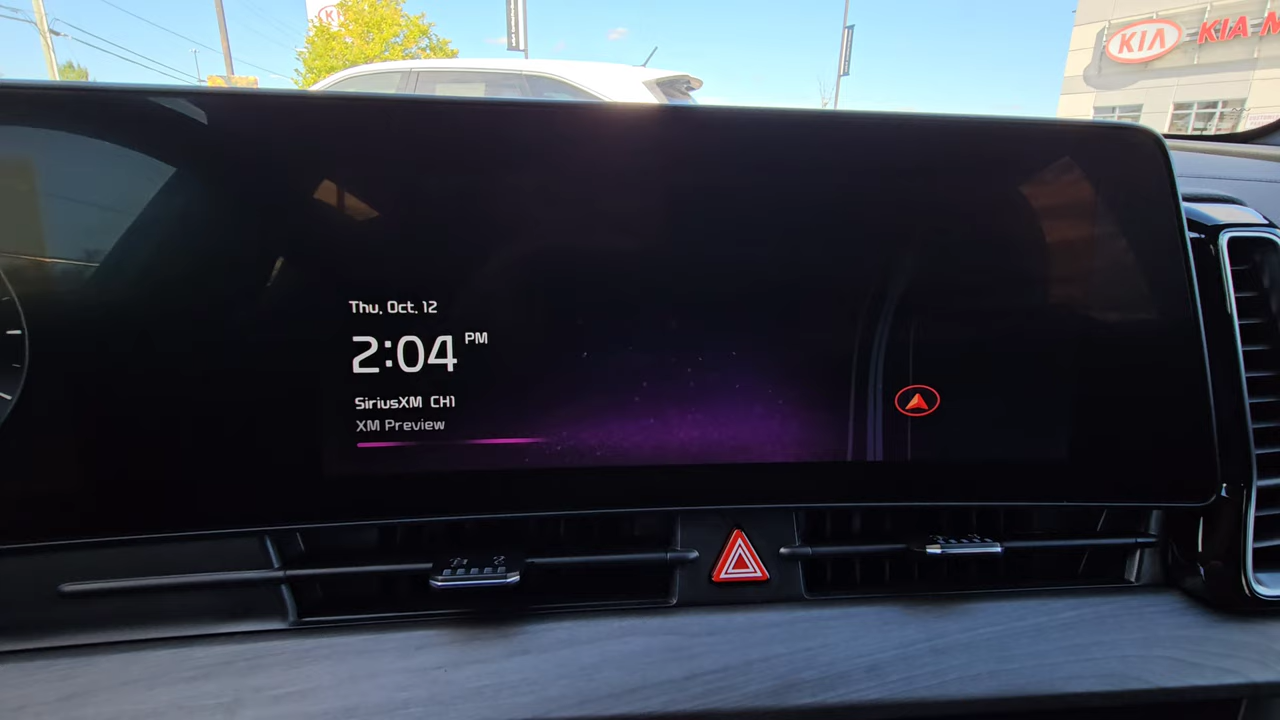 KIA
KIA
Thu, Oct. 12
2:04 PM
SiriusXM CH1
XM Preview